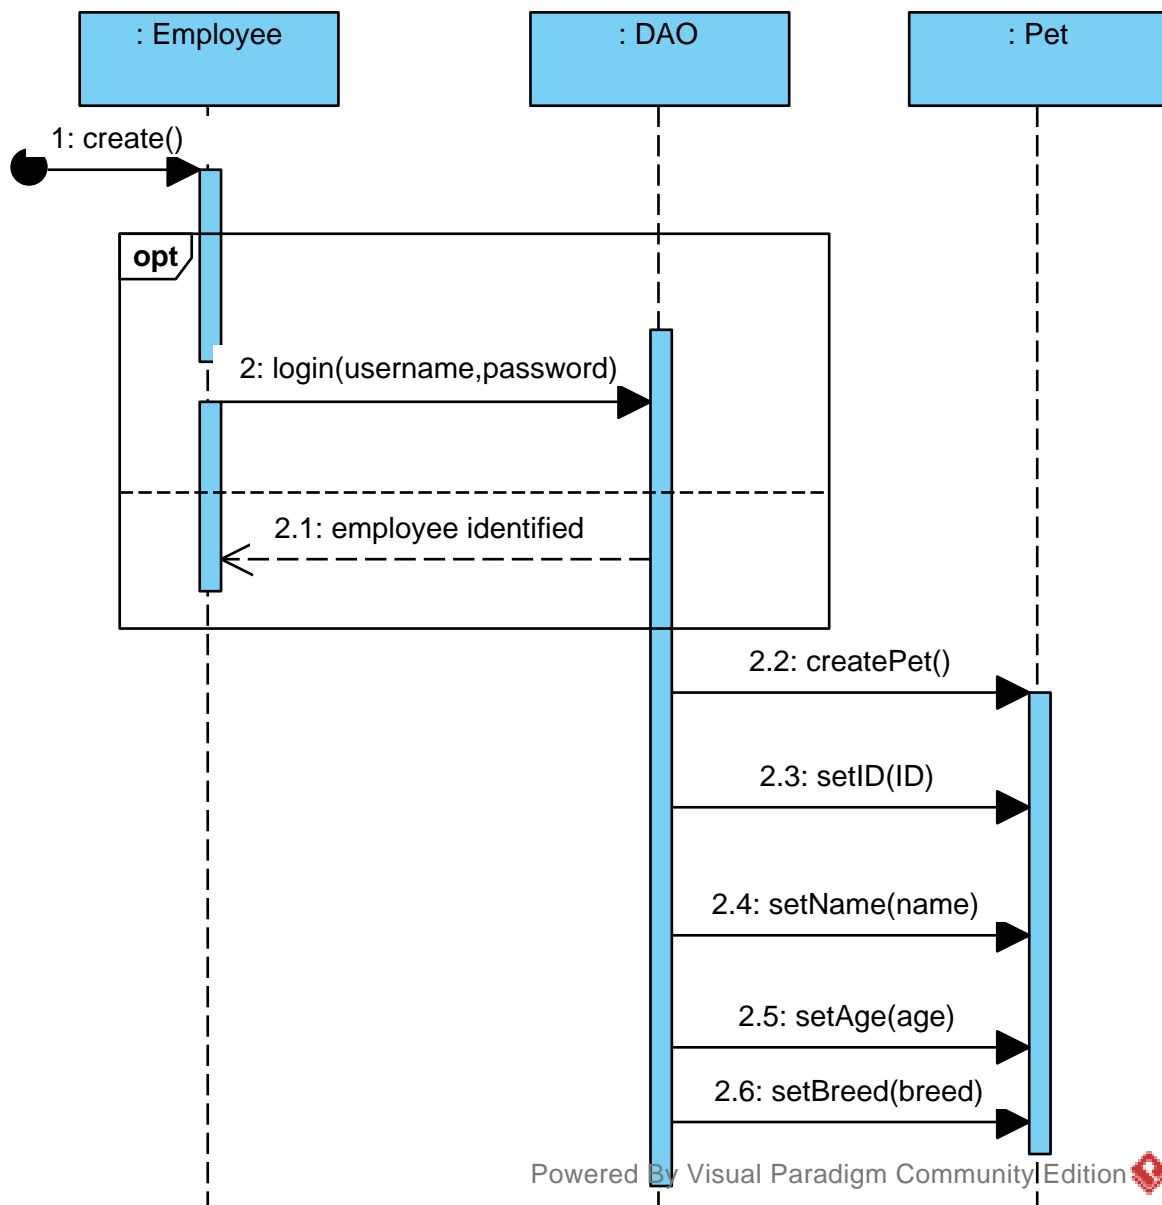 : Employee
: DAO
: Pet
1: create()
opt
2: login(username,password)
2.1: employee identified
2.2: createPet()
2.3: setID(ID)
2.4: setName(name)
2.5: setAge(age)
2.6: setBreed(breed)
Powered By Visual Paradigm Community Edition